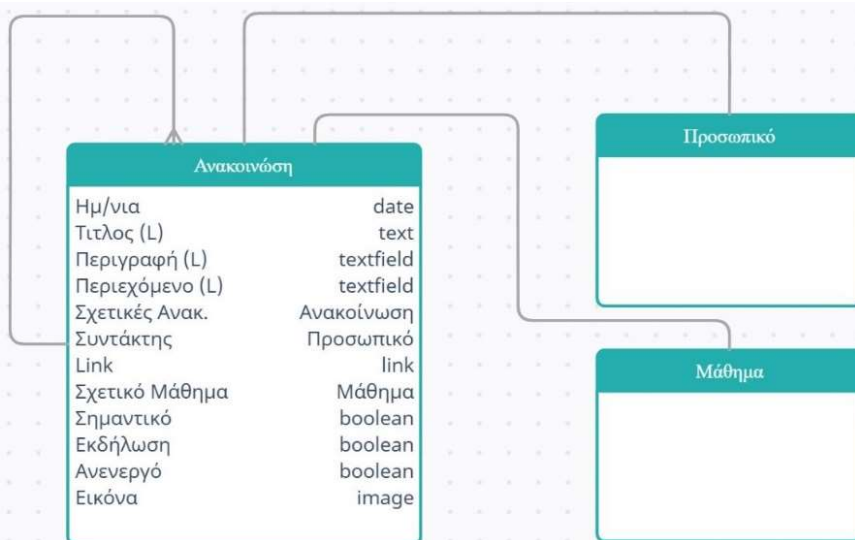 Ανακοινώση
Ημ/νια date
Τιτλος (L) text
Περιγραφή (L) textfield
Περιεχόμενο (L) textfield
Σχετικές Ανακ. Ανακοίνωση
Συντάκτης Προσωπικό
Link link
Σχετικό Μάθημα Μάθημα
Σημαντικό boolean
Εκδήλωση boolean
Ανενεργό boolean
Εικόνα image
Προσωπικό
Μάθημα